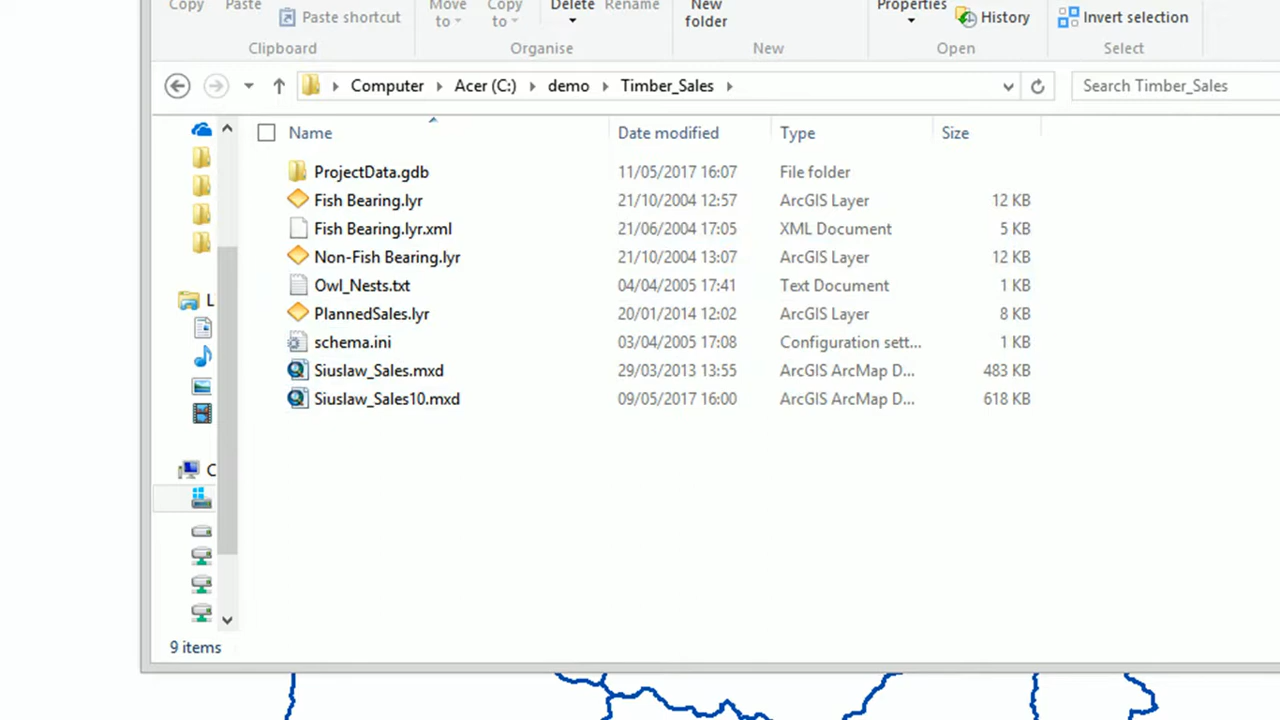 Copy Paste Paste shortcut Move to Copy to Delete Rename New folder Properties History Invert selection
Clipboard Organise New Open Select
Computer Acer (C:) demo Timber_Sales Search Timber_Sales
Name Date modified Type Size
ProjectData.gdb 11/05/2017 16:07 File folder
Fish Bearing.lyr 21/10/2004 12:57 ArcGIS Layer 12 KB
Fish Bearing.lyr.xml 21/06/2004 17:05 XML Document 5 KB
Non-Fish Bearing.lyr 21/10/2004 13:07 ArcGIS Layer 12 KB
Owl_Nests.txt 04/04/2005 17:41 Text Document 1 KB
PlannedSales.lyr 20/01/2014 12:02 ArcGIS Layer 8 KB
schema.ini 03/04/2005 17:08 Configuration sett... 1 KB
Siuslaw_Sales.mxd 29/03/2013 13:55 ArcGIS ArcMap D... 483 KB
Siuslaw_Sales10.mxd 09/05/2017 16:00 ArcGIS ArcMap D... 618 KB
L
C
9 items